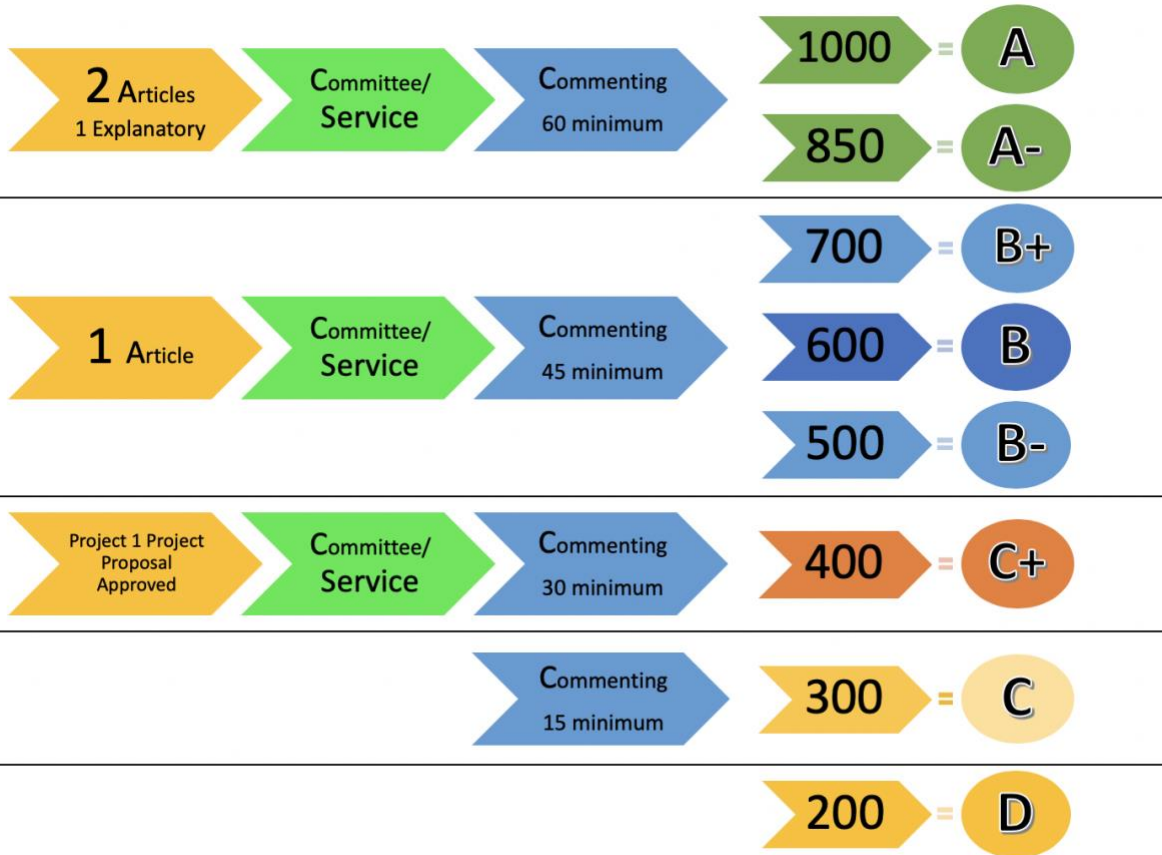 2 Articles
1 Explanatory
Committee/
Service
Commenting
60 minimum
1000 = A
850 = A-
1 Article
Committee/
Service
Commenting
45 minimum
700 = B+
600 = B
500 = B-
Project 1 Project
Proposal
Approved
Committee/
Service
Commenting
30 minimum
400 = C+
Commenting
15 minimum
300 = C
200 = D